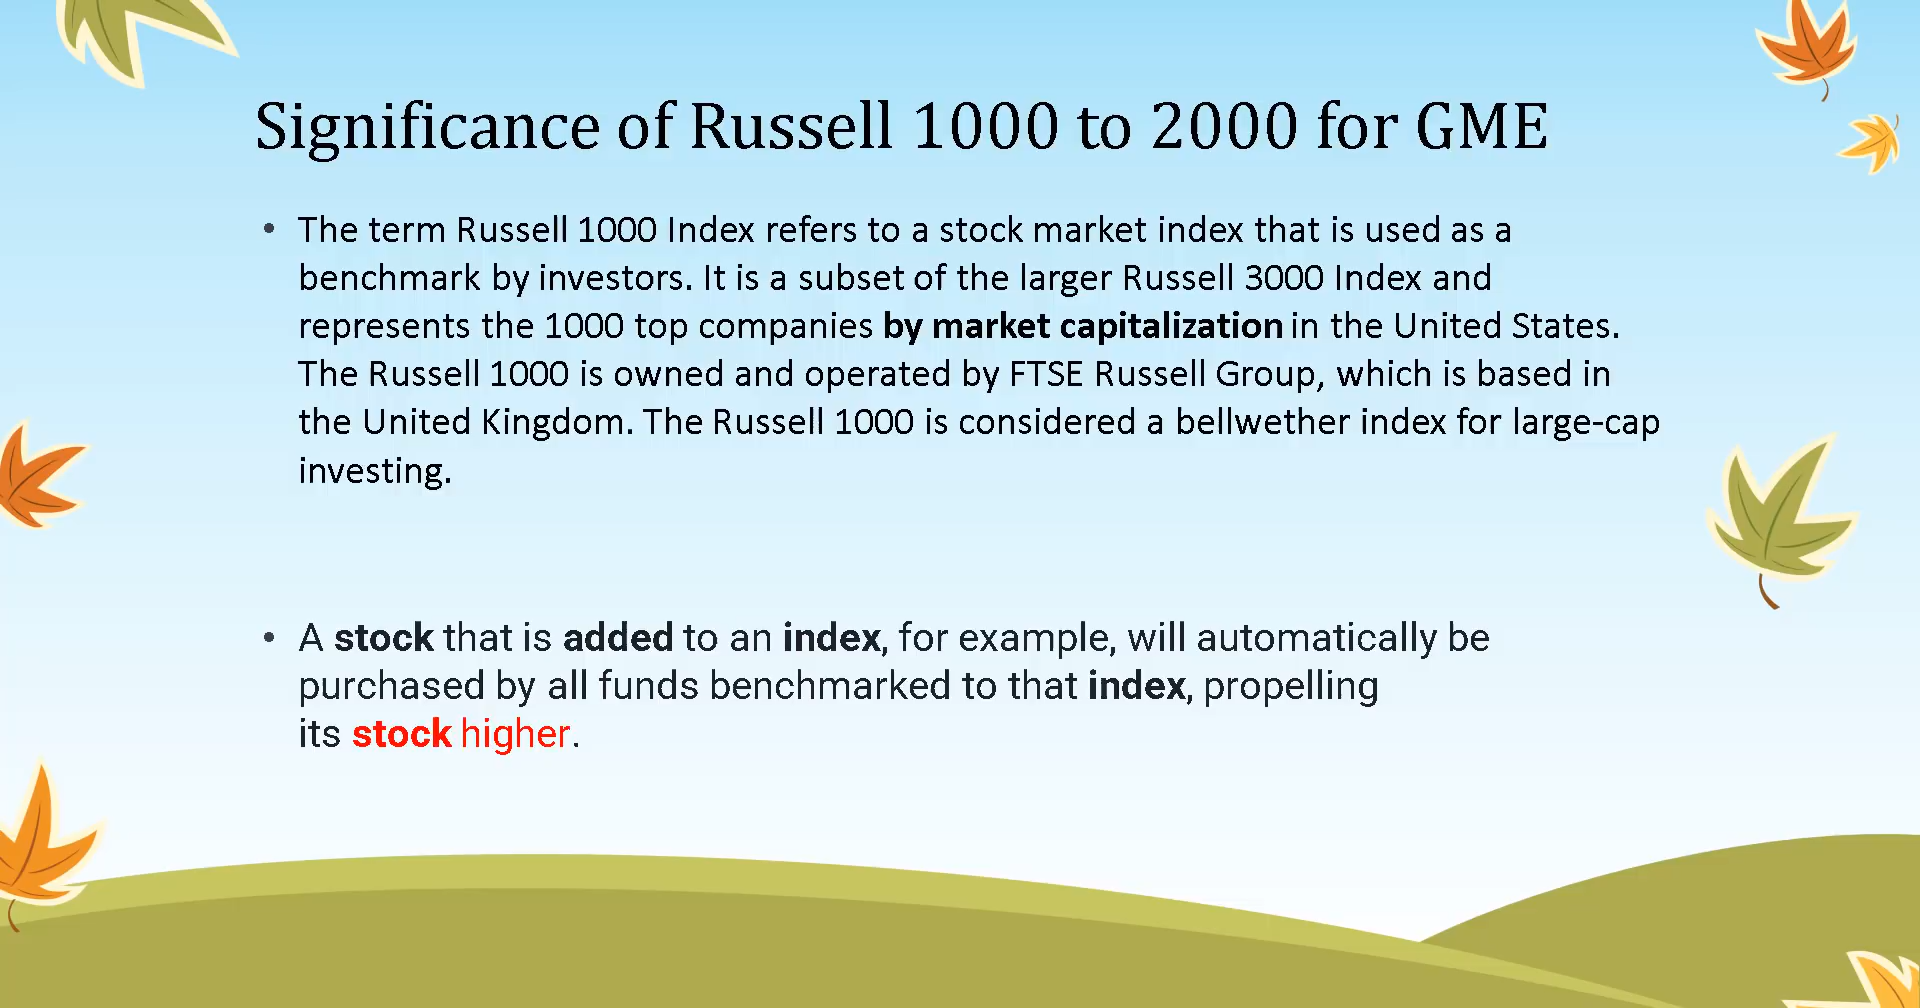 Significance of Russell 1000 to 2000 for GME
• The term Russell 1000 Index refers to a stock market index that is used as a
benchmark by investors. It is a subset of the larger Russell 3000 Index and
represents the 1000 top companies by market capitalization in the United States.
The Russell 1000 is owned and operated by FTSE Russell Group, which is based in
the United Kingdom. The Russell 1000 is considered a bellwether index for large-cap
investing.
• A stock that is added to an index, for example, will automatically be
purchased by all funds benchmarked to that index, propelling
its stock higher.